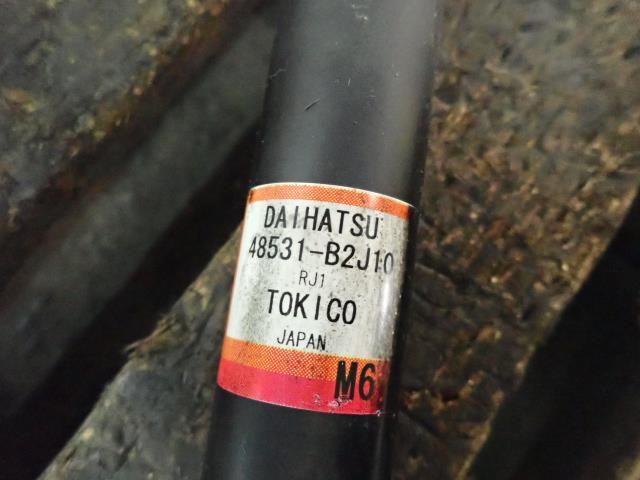 DAIHATSU
48531-B2J10
RJ1
TOKICO
JAPAN
M6